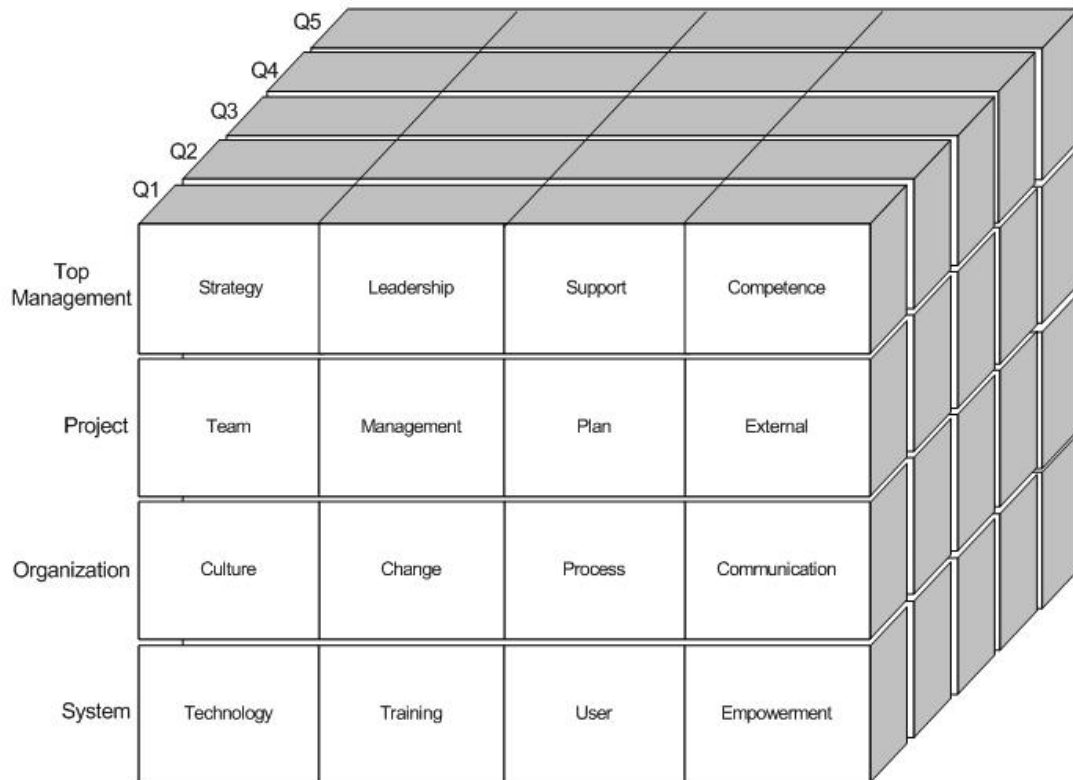 Q5
Q4
Q3
Q2
Q1
Top
Management
Strategy
Leadership
Support
Competence
Project
Team
Management
Plan
External
Organization
Culture
Change
Process
Communication
System
Technology
Training
User
Empowerment